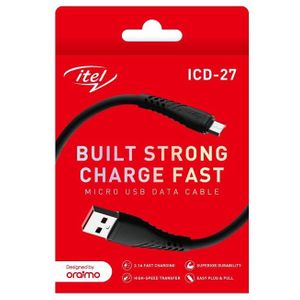 itel
ICD-27
BUILT STRONG
CHARGE FAST
MICRO USB DATA CABLE
Designed by
oraimo
2.1A FAST CHARGING
SUPERIOR DURABILITY
HIGH-SPEED TRANSFER
EASY PLUG & PULL